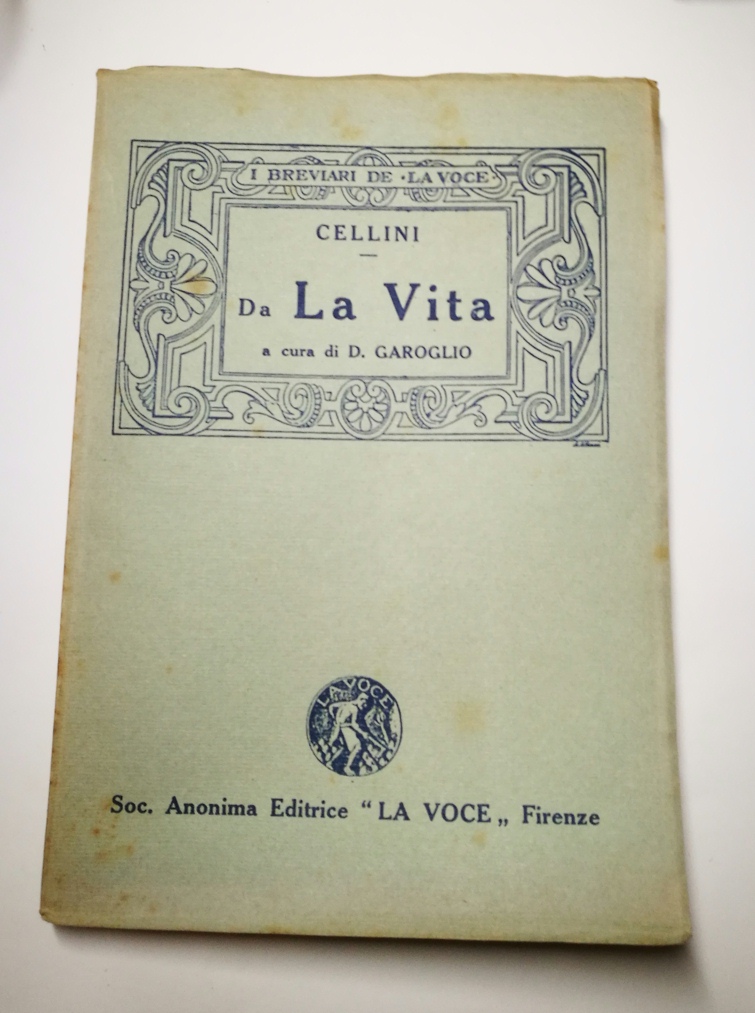 I BREVIARI DE • LA VOCE •
CELLINI
—
Da La Vita
a cura di D. GAROGLIO
LA VOCE
Soc. Anonima Editrice “ LA VOCE „ Firenze